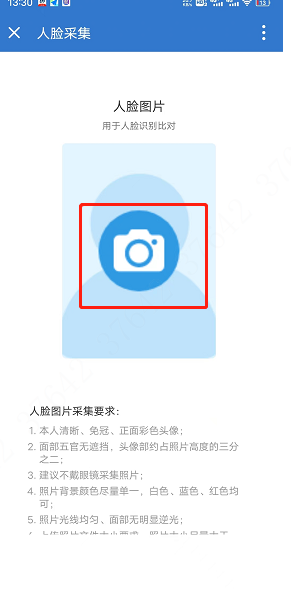 13:30
人脸采集
人脸图片
用于人脸识别比对
人脸图片采集要求：
1. 本人清晰、免冠、正面彩色头像；
2. 面部五官无遮挡，头像部约占照片高度的三分
之二；
3. 建议不戴眼镜采集照片；
4. 照片背景颜色尽量单一，白色、蓝色、红色均
可；
5. 照片光线均匀、面部无明显逆光；